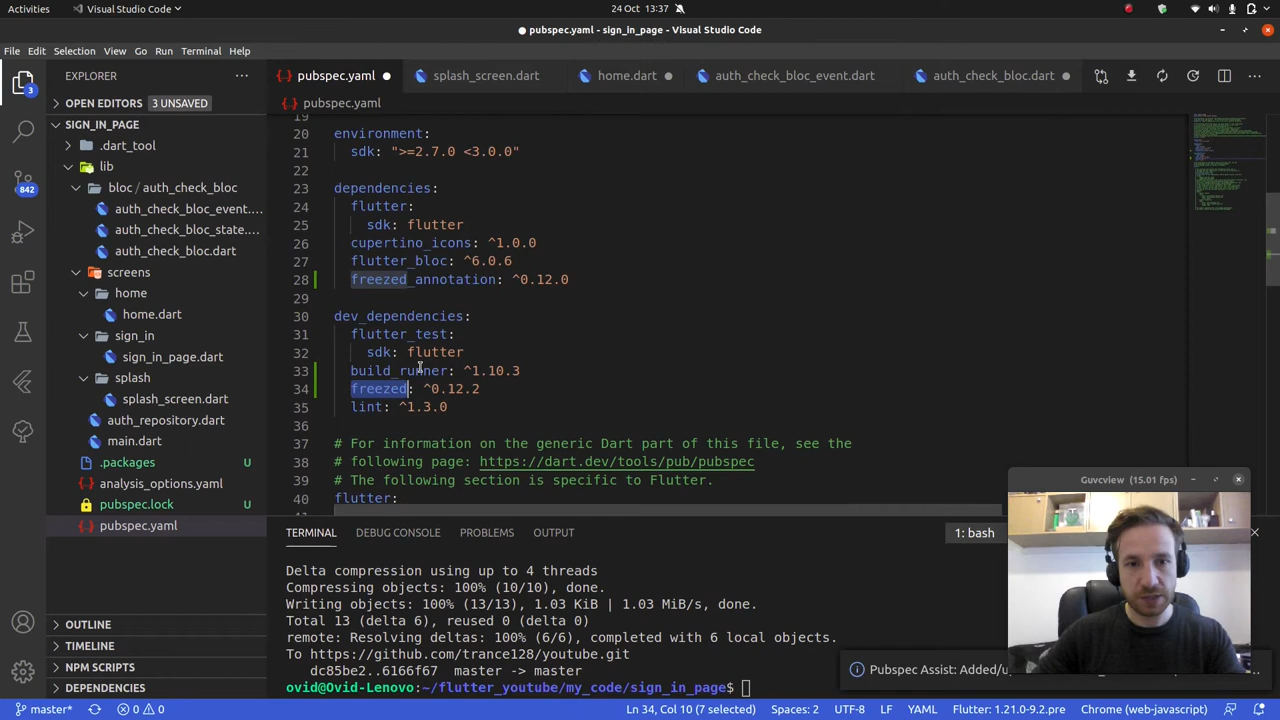 Activities
Visual Studio Code
24 Oct 13:37
pubspec.yaml - sign_in_page - Visual Studio Code
File Edit Selection View Go Run Terminal Help
EXPLORER
pubspec.yaml
splash_screen.dart
home.dart
auth_check_bloc_event.dart
auth_check_bloc.dart
OPEN EDITORS 3 UNSAVED
pubspec.yaml
SIGN_IN_PAGE
.dart_tool
lib
bloc / auth_check_bloc
auth_check_bloc_event....
auth_check_bloc_state....
auth_check_bloc.dart
screens
home
home.dart
sign_in
sign_in_page.dart
splash
splash_screen.dart
auth_repository.dart
main.dart
.packages U
analysis_options.yaml
pubspec.lock U
pubspec.yaml
OUTLINE
TIMELINE
NPM SCRIPTS
DEPENDENCIES
3
842
19
20 environment:
21 sdk: ">=2.7.0 <3.0.0"
22
23 dependencies:
24 flutter:
25 sdk: flutter
26 cupertino_icons: ^1.0.0
27 flutter_bloc: ^6.0.6
28 freezed_annotation: ^0.12.0
29
30 dev_dependencies:
31 flutter_test:
32 sdk: flutter
33 build_runner: ^1.10.3
34 freezed: ^0.12.2
35 lint: ^1.3.0
36
37 # For information on the generic Dart part of this file, see the
38 # following page: https://dart.dev/tools/pub/pubspec
39 # The following section is specific to Flutter.
40 flutter:
TERMINAL DEBUG CONSOLE PROBLEMS OUTPUT
1: bash
Delta compression using up to 4 threads
Compressing objects: 100% (10/10), done.
Writing objects: 100% (13/13), 1.03 KiB | 1.03 MiB/s, done.
Total 13 (delta 6), reused 0 (delta 0)
remote: Resolving deltas: 100% (6/6), completed with 6 local objects.
To https://github.com/trance128/youtube.git
dc85be2..6166f67 master -> master
ovid@Ovid-Lenovo:~/flutter_youtube/my_code/sign_in_page$
Guvcview (15.01 fps)
Pubspec Assist: Added/u
master*
0 0
Ln 34, Col 10 (7 selected)
Spaces: 2
UTF-8
LF
YAML
Flutter: 1.21.0-9.2.pre
Chrome (web-javascript)